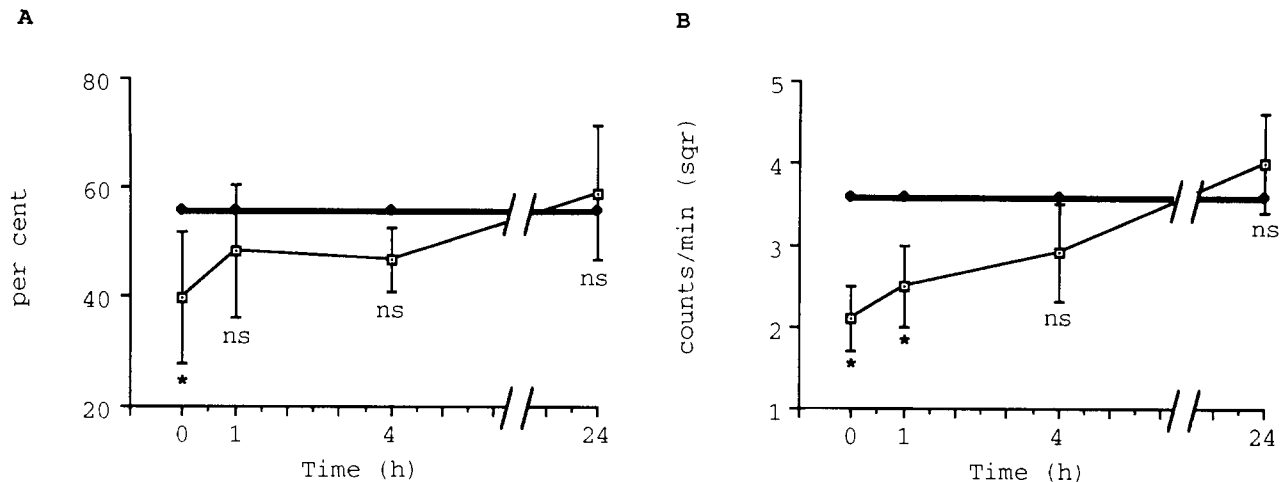 A
80
60
40
20
per cent
*
ns
ns
ns
0 1 4 24
Time (h)
B
5
4
3
2
1
counts/min (sqr)
*
*
ns
ns
0 1 4 24
Time (h)